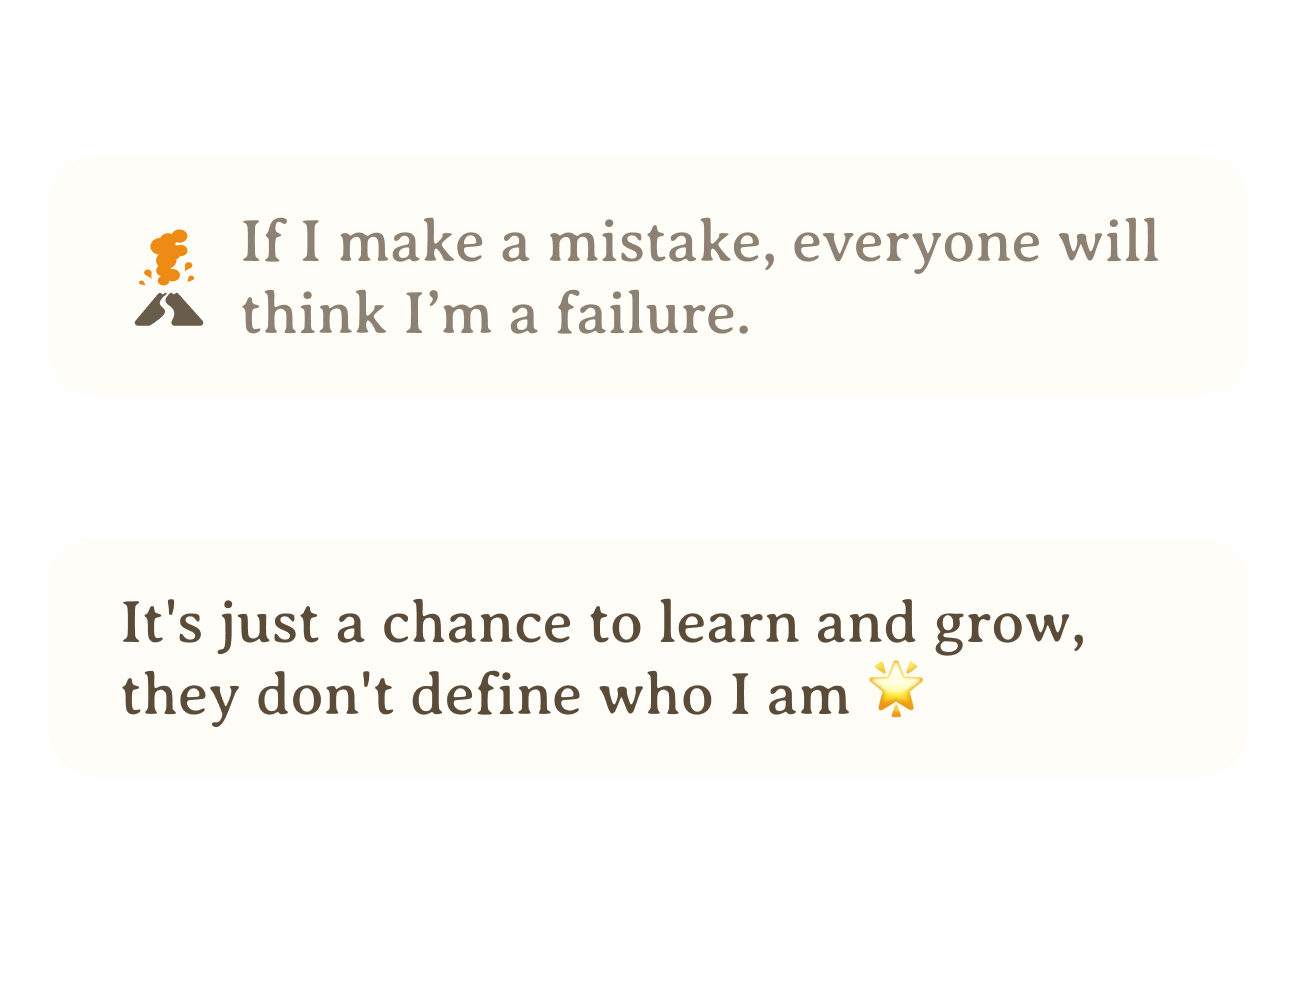 If I make a mistake, everyone will
think I’m a failure.
It's just a chance to learn and grow,
they don't define who I am 🌟